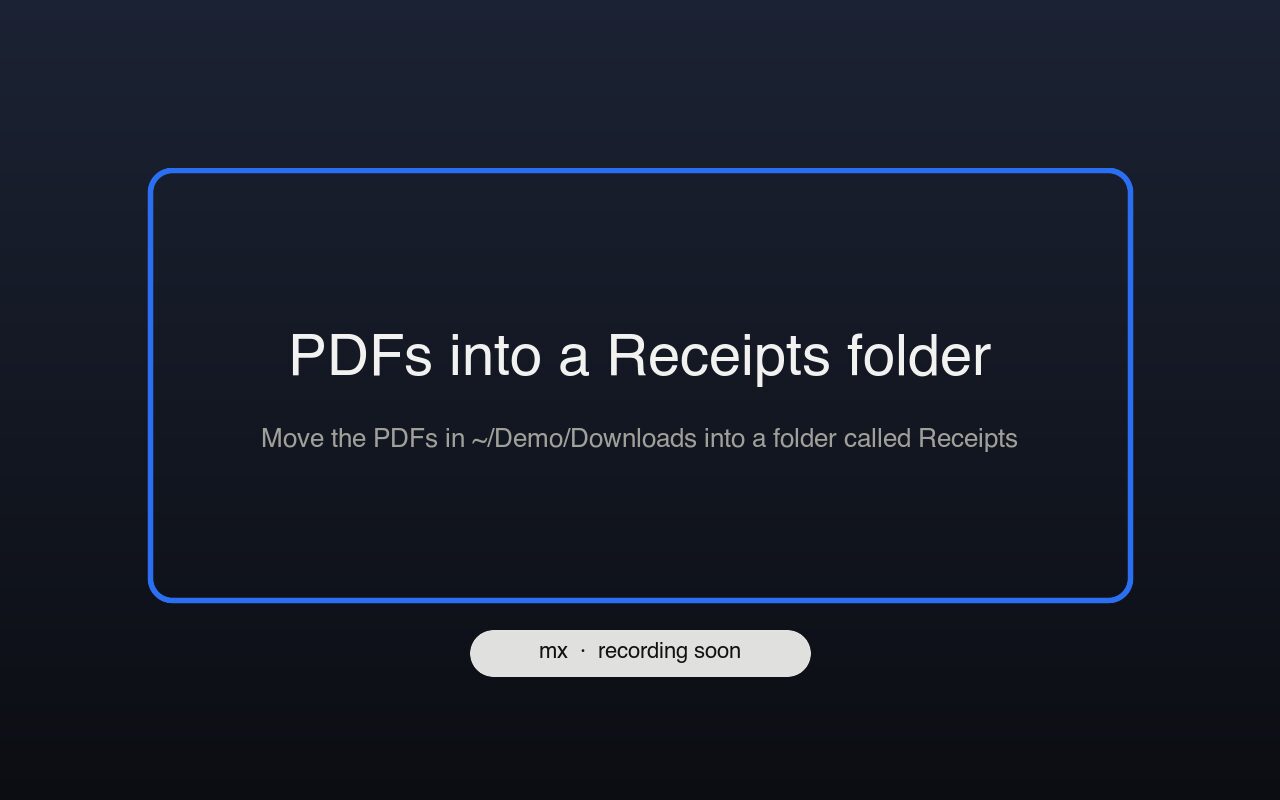 PDFs into a Receipts folder
Move the PDFs in ~/Demo/Downloads into a folder called Receipts
mx · recording soon